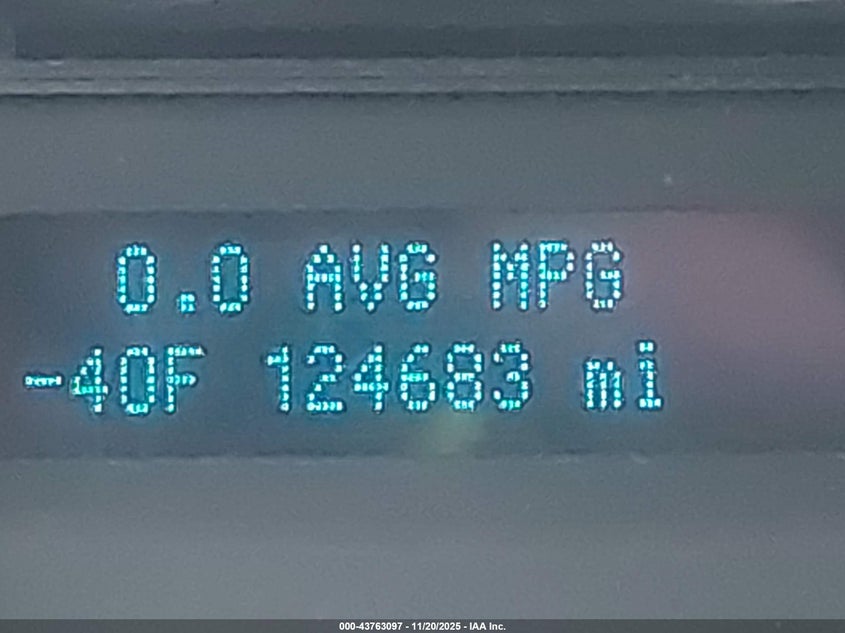 0.0 AVG MPG
-40F 124683 mi
000-43763097 - 11/20/2025 - IAA Inc.